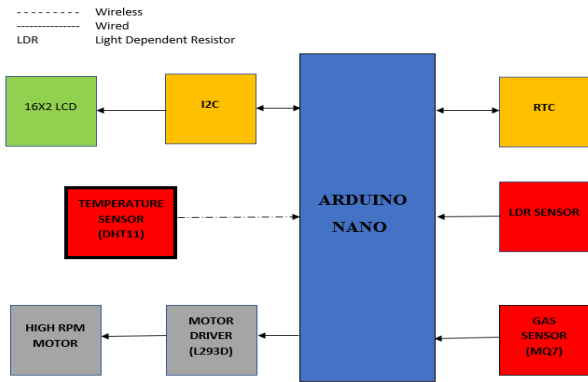 Wireless
Wired
LDR Light Dependent Resistor
16X2 LCD
I2C
RTC
TEMPERATURE
SENSOR
(DHT11)
ARDUINO
NANO
LDR SENSOR
HIGH RPM
MOTOR
MOTOR
DRIVER
(L293D)
GAS
SENSOR
(MQ7)